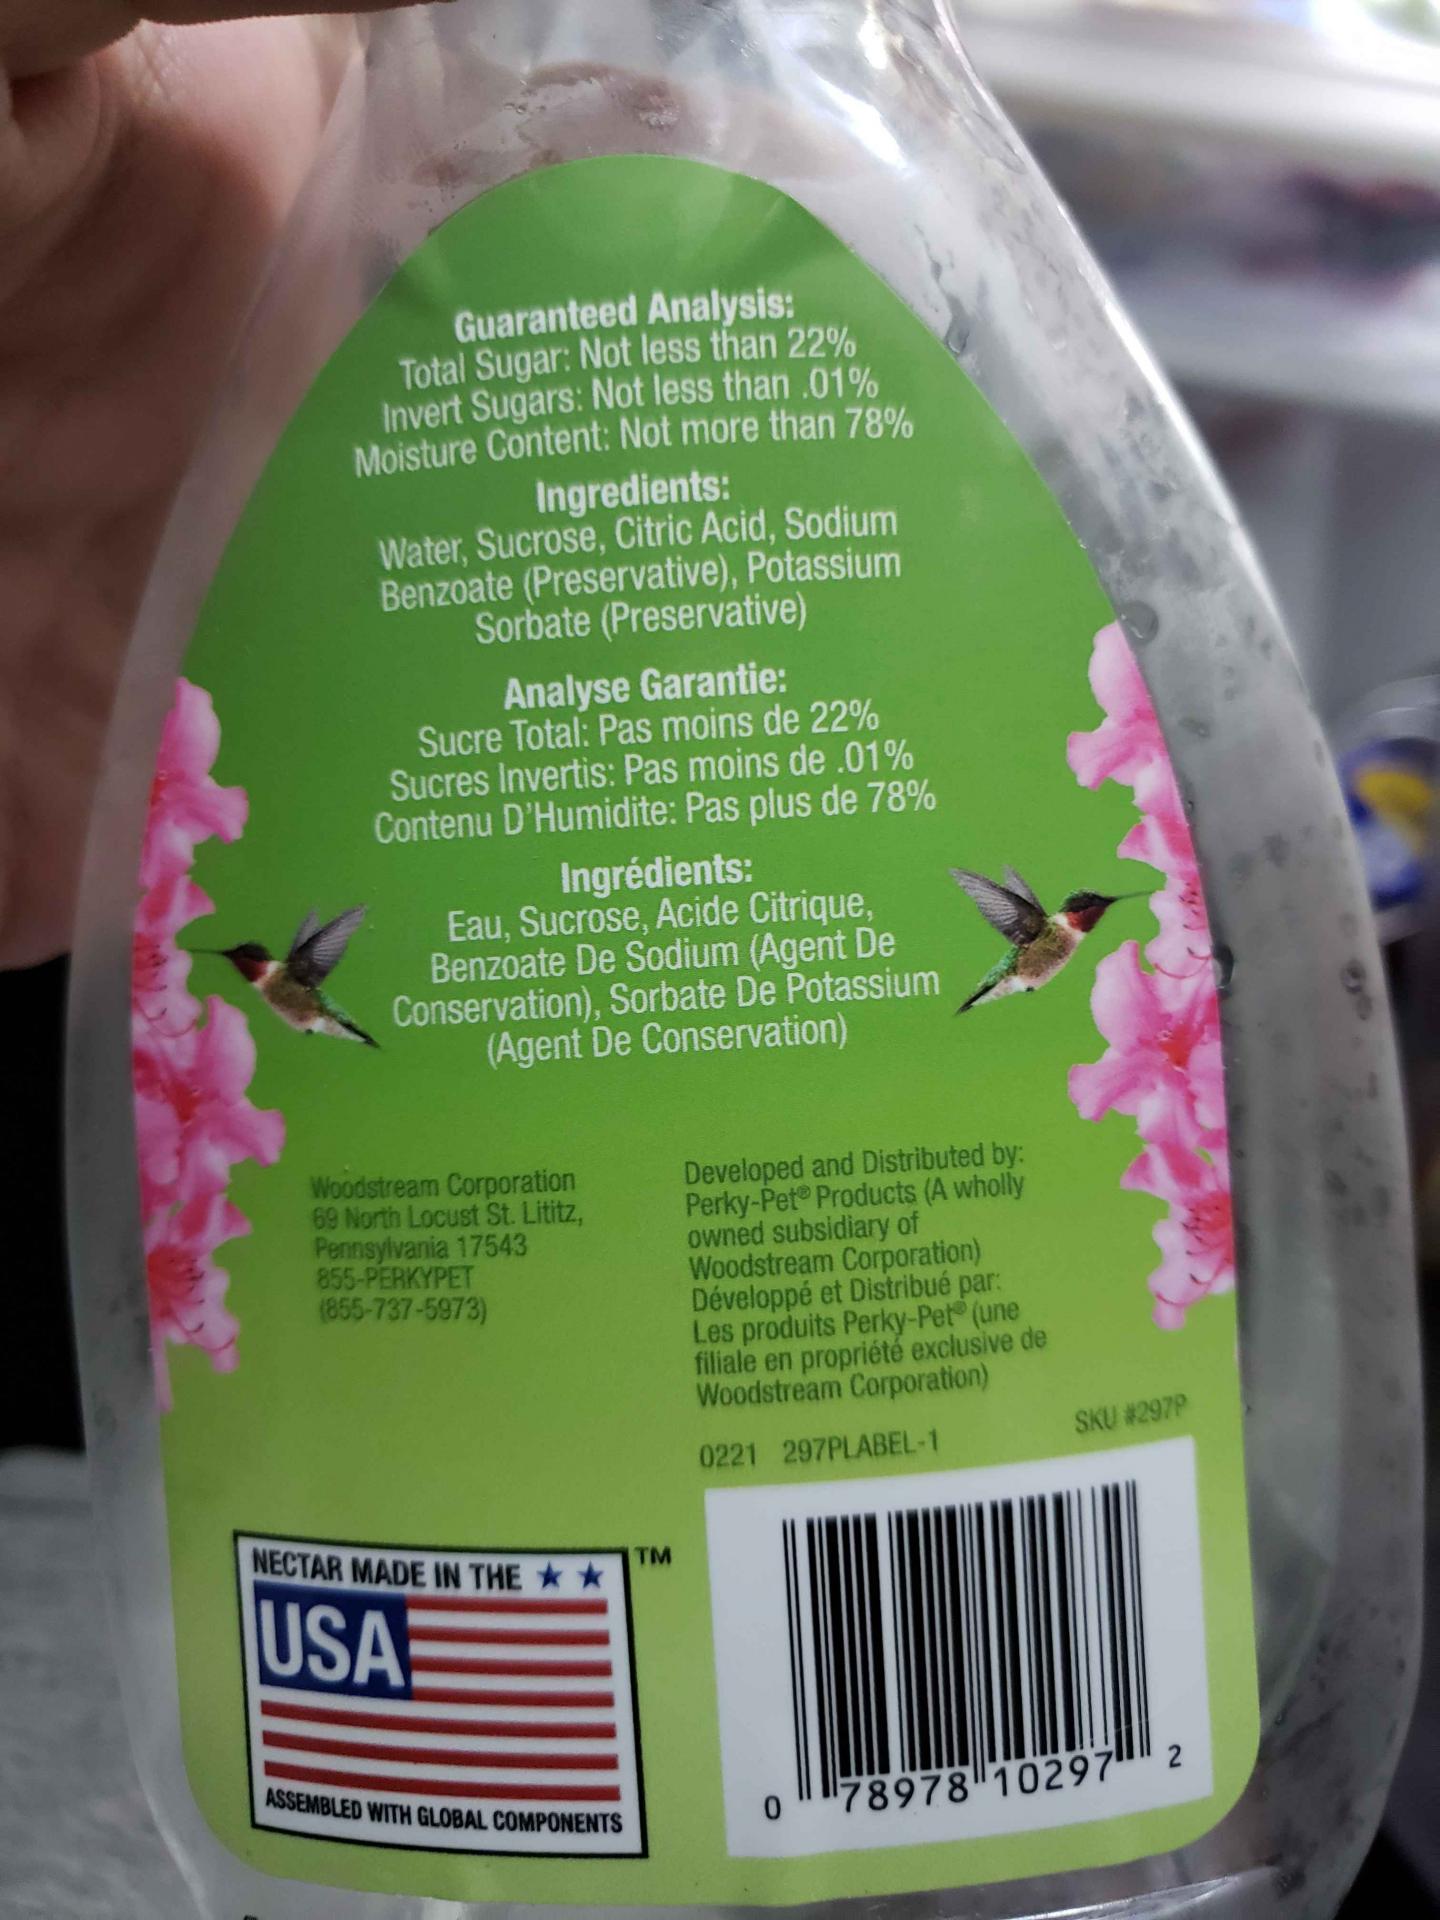 Guaranteed Analysis:
Total Sugar: Not less than 22%
Invert Sugars: Not less than .01%
Moisture Content: Not more than 78%
Ingredients:
Water, Sucrose, Citric Acid, Sodium
Benzoate (Preservative), Potassium
Sorbate (Preservative)
Analyse Garantie:
Sucre Total: Pas moins de 22%
Sucres Invertis: Pas moins de .01%
Contenu D'Humidite: Pas plus de 78%
Ingrédients:
Eau, Sucrose, Acide Citrique,
Benzoate De Sodium (Agent De
Conservation), Sorbate De Potassium
(Agent De Conservation)
Woodstream Corporation
69 North Locust St. Lititz,
Pennsylvania 17543
855-PERKYPET
(855-737-5973)
Developed and Distributed by:
Perky-Pet® Products (A wholly
owned subsidiary of
Woodstream Corporation)
Développé et Distribué par:
Les produits Perky-Pet® (une
filiale en propriété exclusive de
Woodstream Corporation)
0221 297PLABEL-1
SKU #297P
NECTAR MADE IN THE
TM
USA
ASSEMBLED WITH GLOBAL COMPONENTS
0 78978 10297 2